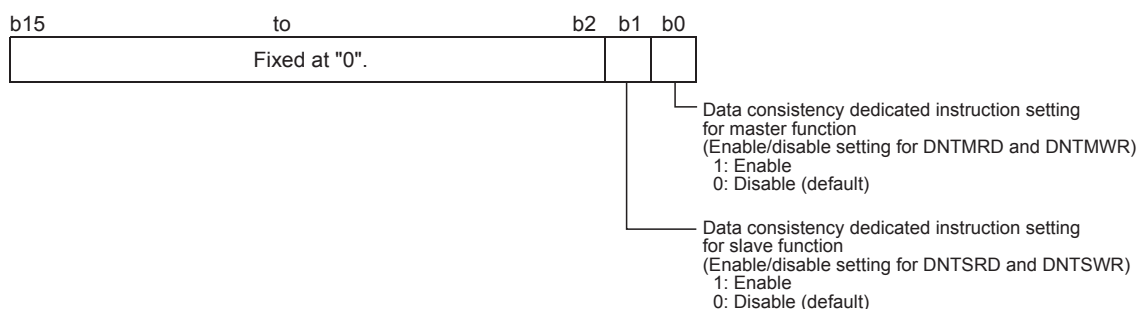 b15 to b2 b1 b0
Fixed at "0".
Data consistency dedicated instruction setting
for master function
(Enable/disable setting for DNTMRD and DNTMWR)
1: Enable
0: Disable (default)
Data consistency dedicated instruction setting
for slave function
(Enable/disable setting for DNTSRD and DNTSWR)
1: Enable
0: Disable (default)